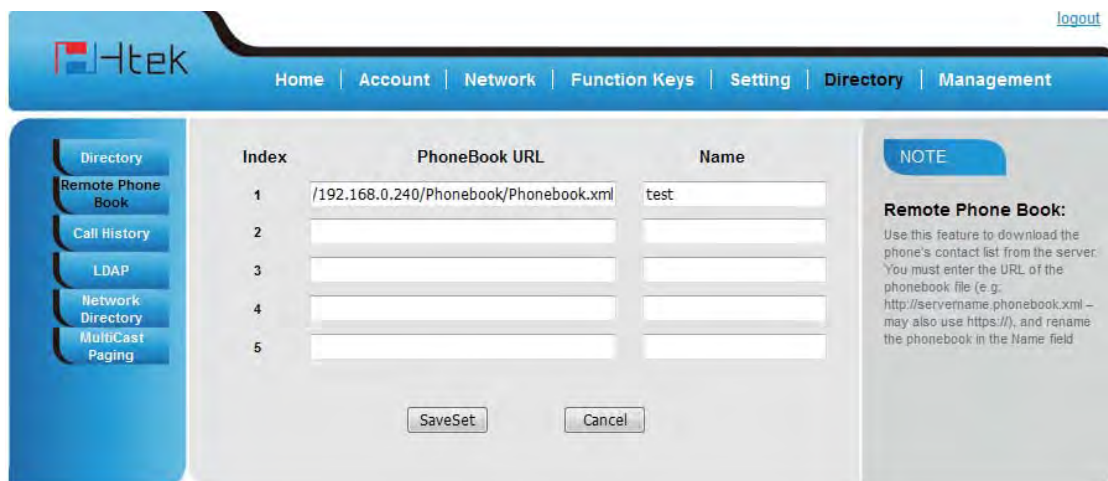 logout
Htek
Home | Account | Network | Function Keys | Setting | Directory | Management
Directory
Remote Phone
Book
Call History
LDAP
Network
Directory
MultiCast
Paging
Index PhoneBook URL Name
1 /192.168.0.240/Phonebook/Phonebook.xml test
2
3
4
5
SaveSet Cancel
NOTE
Remote Phone Book:
Use this feature to download the
phone's contact list from the server.
You must enter the URL of the
phonebook file (e.g.
http://servername.phonebook.xml –
may also use https://), and rename
the phonebook in the Name field